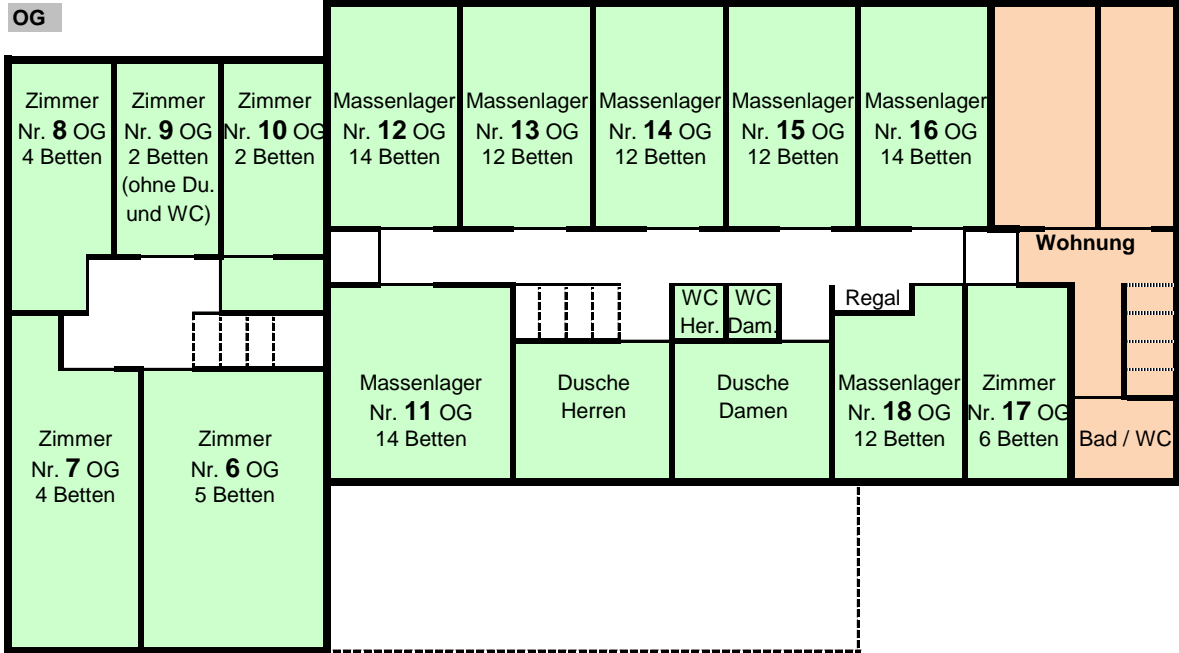 OG
Zimmer
Nr. 8 OG
4 Betten
Zimmer
Nr. 9 OG
2 Betten
(ohne Du.
und WC)
Zimmer
Nr. 10 OG
2 Betten
Massenlager
Nr. 12 OG
14 Betten
Massenlager
Nr. 13 OG
12 Betten
Massenlager
Nr. 14 OG
12 Betten
Massenlager
Nr. 15 OG
12 Betten
Massenlager
Nr. 16 OG
14 Betten
Wohnung
WC
Her.
WC
Dam.
Regal
Massenlager
Nr. 11 OG
14 Betten
Dusche
Herren
Dusche
Damen
Massenlager
Nr. 18 OG
12 Betten
Zimmer
Nr. 17 OG
6 Betten
Bad / WC
Zimmer
Nr. 7 OG
4 Betten
Zimmer
Nr. 6 OG
5 Betten